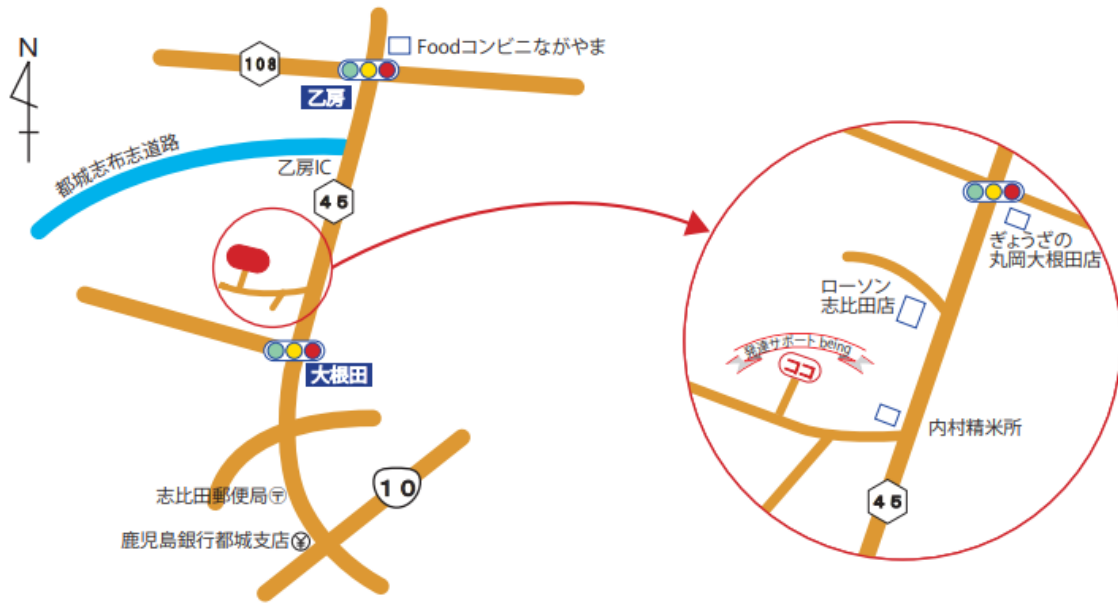 N
Foodコンビニながやま
108
乙房
都城志布志道路
乙房IC
45
大根田
志比田郵便局〒
10
鹿児島銀行都城支店¥
ぎょうざの
丸岡大根田店
ローソン
志比田店
発達サポート being
ココ
内村精米所
45